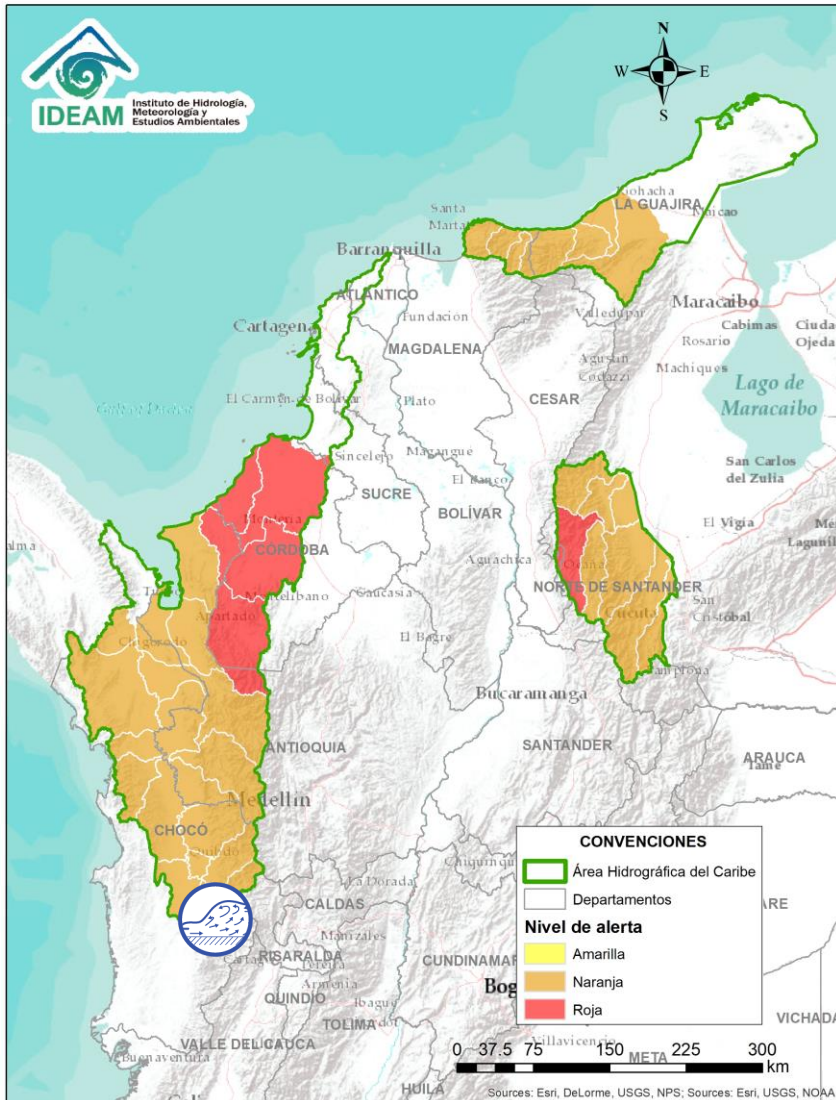 IDEAM
Instituto de Hidrología,
Meteorología y
Estudios Ambientales
N
W
E
S
Riohacha
LA GUAJIRA
Maicao
Santa
Marta
Barranquilla
ATLÁNTICO
Maracaibo
Cartagena
Fundación
Valledupar
Cabimas
Ciudad
Ojeda
Rosario
MAGDALENA
Agustín
Codazzi
Machiques
Lago de
Maracaibo
El Carmen de Bolívar
Plato
CESAR
Sincelejo
Magangué
San Carlos
del Zulia
El Banco
SUCRE
BOLÍVAR
Montería
El Vigía
CÓRDOBA
Aguachica
Ocaña
Montelíbano
Caucasia
NORTE DE SANTANDER
San
Cristóbal
Turbo
Apartadó
Cúcuta
Chigorodó
El Bagre
Pamplona
Bucaramanga
ANTIOQUIA
SANTANDER
ARAUCA
Tame
Medellín
CHOCÓ
Quibdó
La Dorada
CALDAS
Manizales
RISARALDA
Pereira
Armenia
QUINDÍO
Ibagué
TOLIMA
CUNDINAMAR
Bog
VICHADA
VALLE DEL CAUCA
Buenaventura
Villavicencio
META
HUILA
CONVENCIONES
Área Hidrográfica del Caribe
Departamentos
Nivel de alerta
Amarilla
Naranja
Roja
0 37.5 75 150 225 300
km
Sources: Esri, DeLorme, USGS, NPS; Sources: Esri, USGS, NOAA